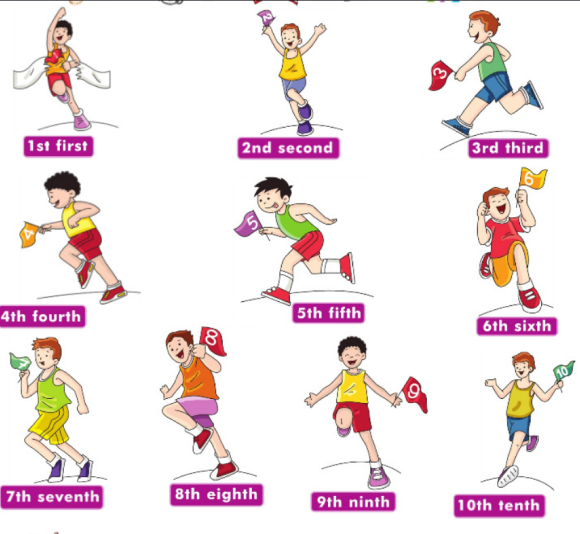 2
1st first
2nd second
3
3rd third
4
5
6
4th fourth
5th fifth
6th sixth
7
8
9
10
7th seventh
8th eighth
9th ninth
10th tenth